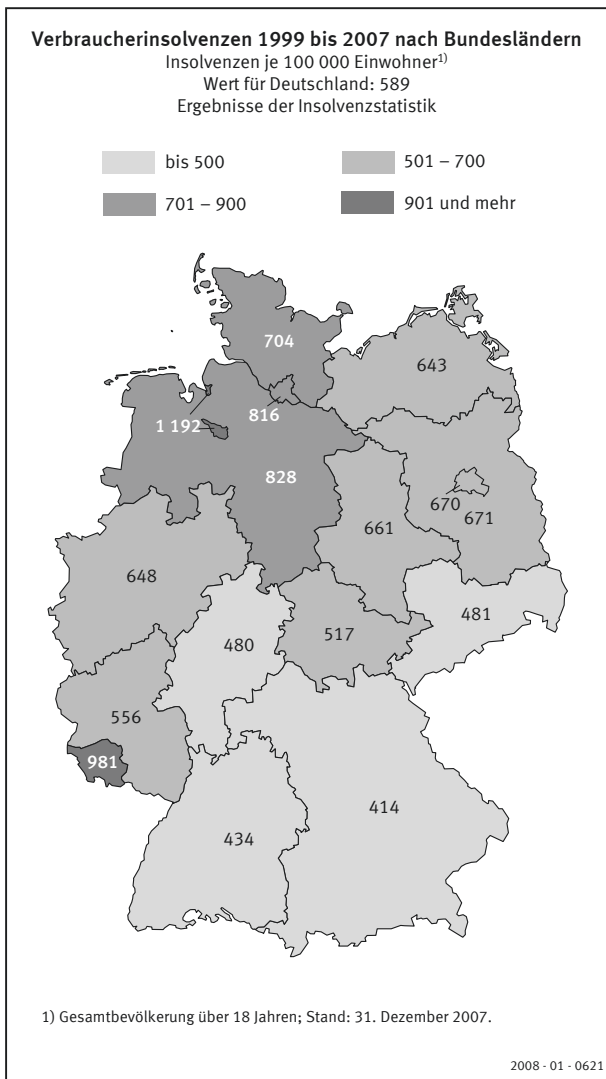 Verbraucherinsolvenzen 1999 bis 2007 nach Bundesländern
Insolvenzen je 100 000 Einwohner1)
Wert für Deutschland: 589
Ergebnisse der Insolvenzstatistik
bis 500
501 – 700
701 – 900
901 und mehr
704
643
816
1 192
828
670
671
661
648
481
480
517
556
981
414
434
1) Gesamtbevölkerung über 18 Jahren; Stand: 31. Dezember 2007.
2008 - 01 - 0621